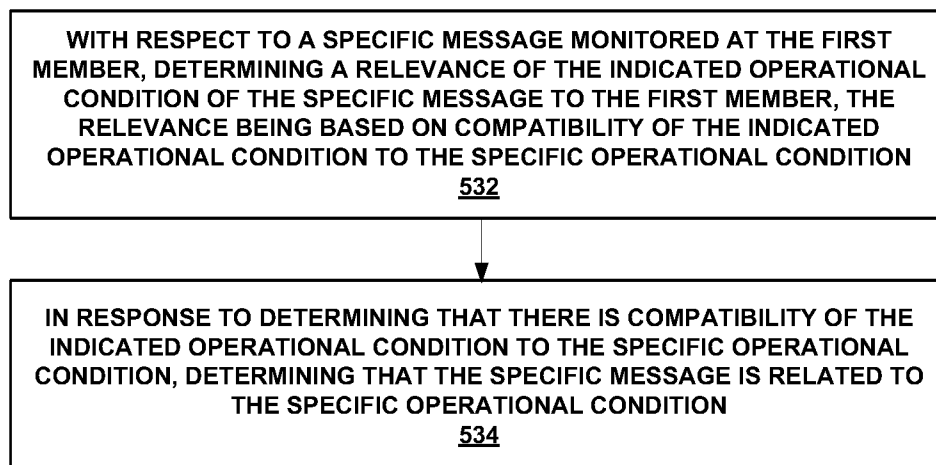 WITH RESPECT TO A SPECIFIC MESSAGE MONITORED AT THE FIRST
MEMBER, DETERMINING A RELEVANCE OF THE INDICATED OPERATIONAL
CONDITION OF THE SPECIFIC MESSAGE TO THE FIRST MEMBER, THE
RELEVANCE BEING BASED ON COMPATIBILITY OF THE INDICATED
OPERATIONAL CONDITION TO THE SPECIFIC OPERATIONAL CONDITION
532
IN RESPONSE TO DETERMINING THAT THERE IS COMPATIBILITY OF THE
INDICATED OPERATIONAL CONDITION TO THE SPECIFIC OPERATIONAL
CONDITION, DETERMINING THAT THE SPECIFIC MESSAGE IS RELATED TO
THE SPECIFIC OPERATIONAL CONDITION
534